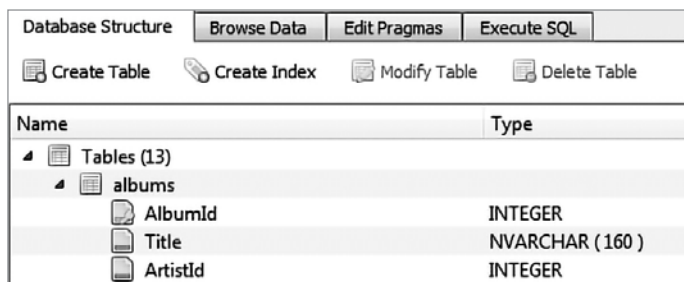 Database Structure Browse Data Edit Pragmas Execute SQL
Create Table Create Index Modify Table Delete Table
Name Type
Tables (13)
albums
AlbumId INTEGER
Title NVARCHAR ( 160 )
ArtistId INTEGER